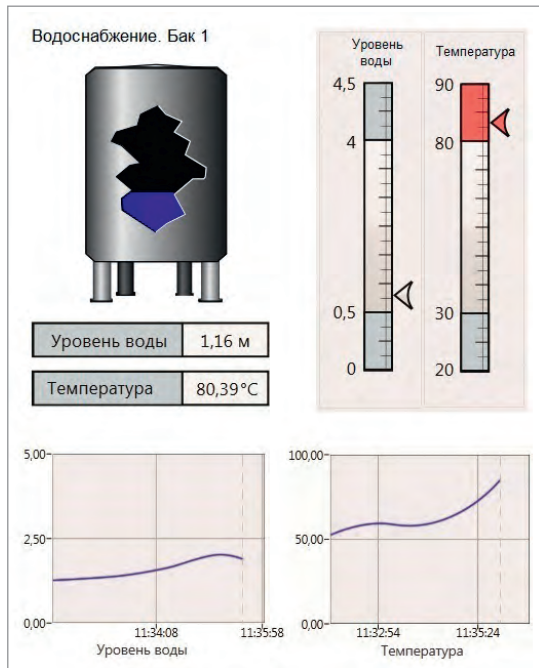 Водоснабжение. Бак 1
Уровень воды
Температура
4,5
4
0,5
0
90
80
30
20
Уровень воды 1,16 м
Температура 80,39°C
5,00
2,50
0,00
11:34:08 11:35:58
Уровень воды
100,00
50,00
0,00
11:32:54 11:35:24
Температура